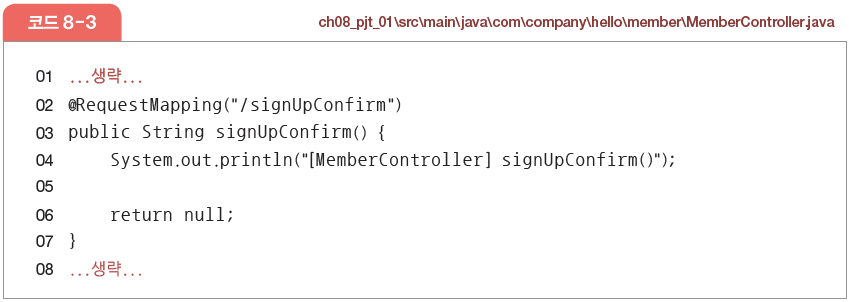 코드 8-3
ch08_pjt_01\src\main\java\com\company\hello\member\MemberController.java
01 ...생략...
02 @RequestMapping("/signUpConfirm")
03 public String signUpConfirm() {
04     System.out.println("[MemberController] signUpConfirm()");
05
06     return null;
07 }
08 ...생략...